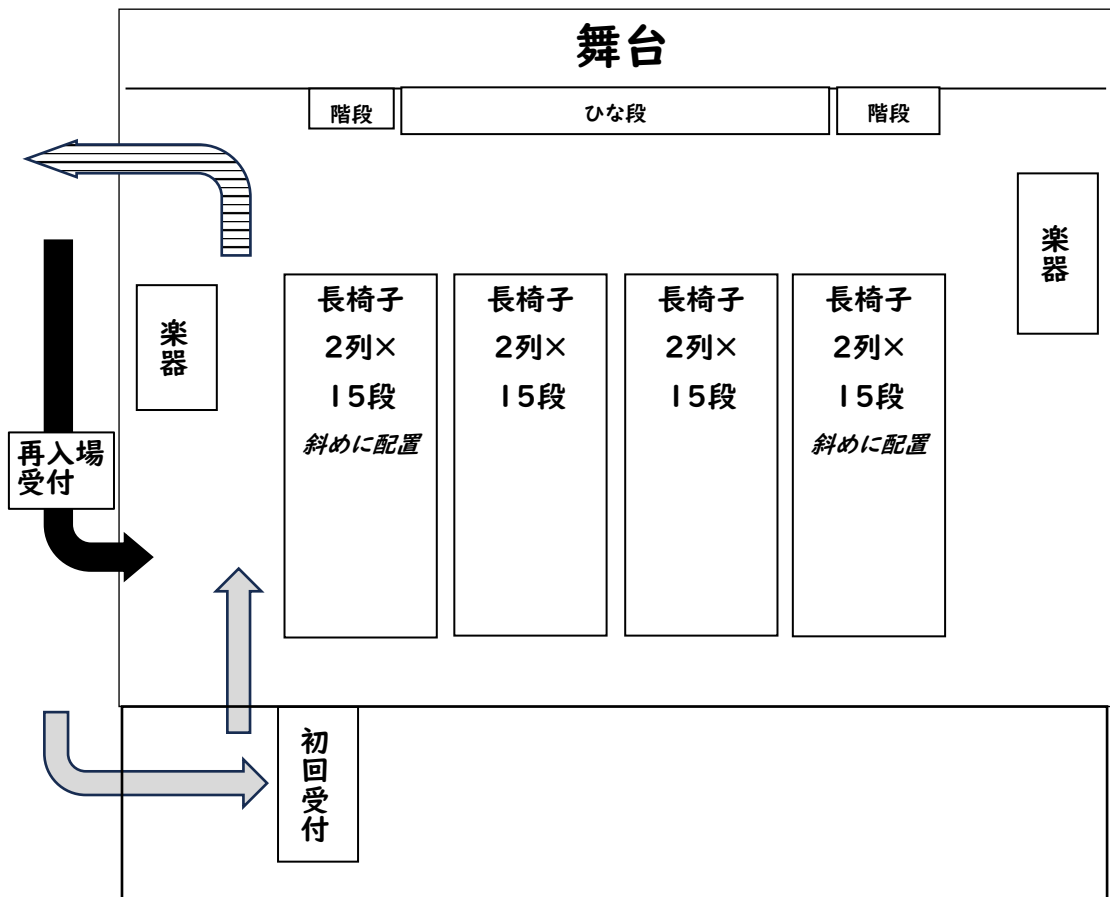 舞台
階段
ひな段
階段
楽器
楽器
長椅子
2列×
15段
斜めに配置
長椅子
2列×
15段
長椅子
2列×
15段
長椅子
2列×
15段
斜めに配置
再入場
受付
初回受付